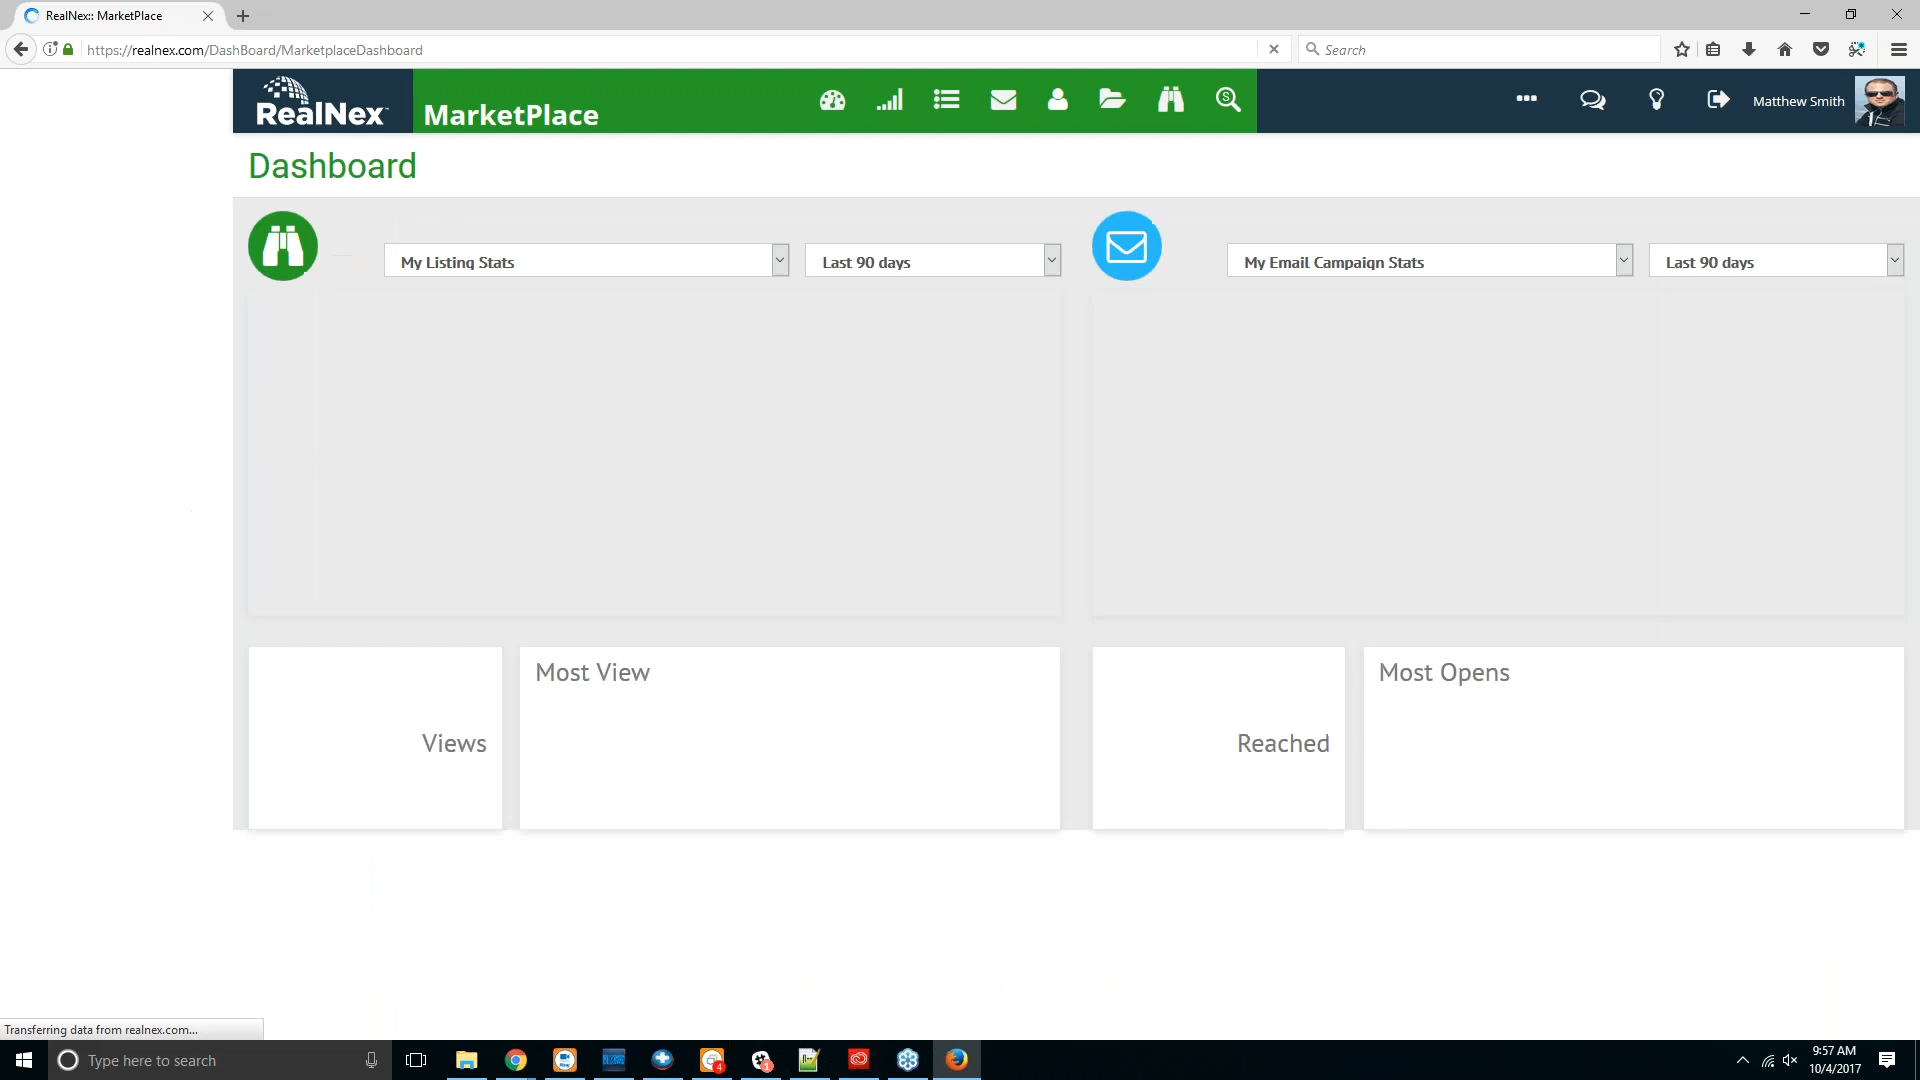 RealNex:: MarketPlace
https://realnex.com/DashBoard/MarketplaceDashboard
Search
RealNex
MarketPlace
S
Matthew Smith
Dashboard
My Listing Stats
Last 90 days
My Email Campaign Stats
Last 90 days
Most View
Views
Most Opens
Reached
Transferring data from realnex.com...
Type here to search
4
1
9:57 AM
10/4/2017